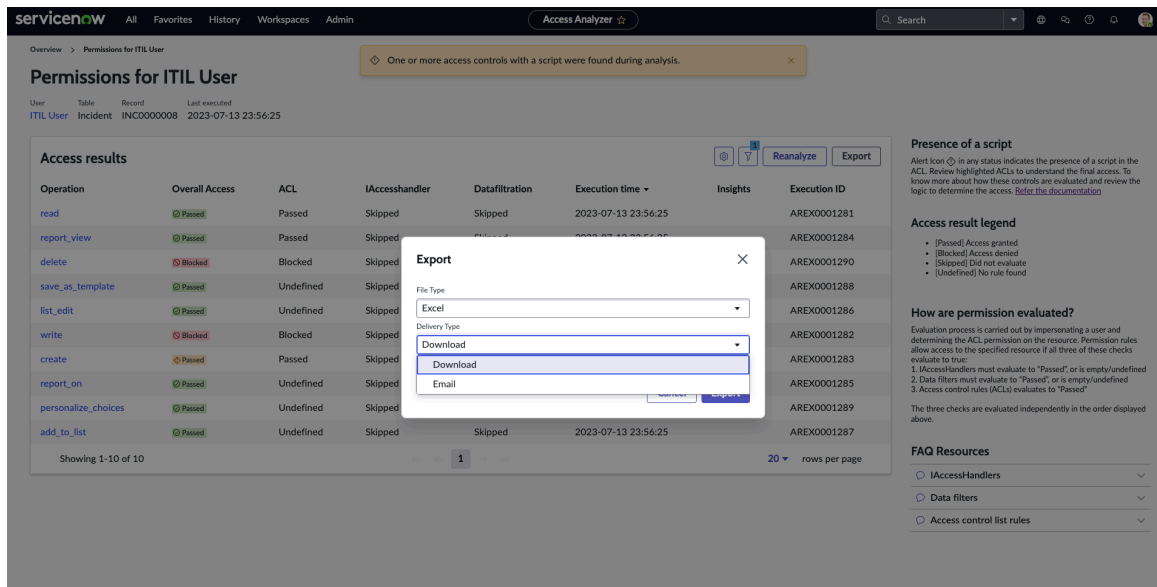 servicenow All Favorites History Workspaces Admin Access Analyzer Search
Overview > Permissions for ITIL User
One or more access controls with a script were found during analysis.
Permissions for ITIL User
User Table Record Last executed
ITIL User Incident INC0000008 2023-07-13 23:56:25
Access results 1 Reanalyze Export
Operation Overall Access ACL IAccesshandler Datafiltration Execution time Insights Execution ID
read Passed Passed Skipped Skipped 2023-07-13 23:56:25 AREX0001281
report_view Passed Passed Skipped Skipped 2023-07-13 23:56:25 AREX0001284
delete Blocked Blocked Skipped AREX0001290
save_as_template Passed Undefined Skipped AREX0001288
list_edit Passed Undefined Skipped AREX0001286
write Blocked Blocked Skipped AREX0001282
create Passed Passed Skipped AREX0001283
report_on Passed Undefined Skipped AREX0001285
personalize_choices Passed Undefined Skipped AREX0001289
add_to_list Passed Undefined Skipped Skipped 2023-07-13 23:56:25 AREX0001287
Showing 1-10 of 10 1 20 rows per page
Export
File Type
Excel
Delivery Type
Download
Download
Email
Cancel Export
Presence of a script
Alert Icon in any status indicates the presence of a script in the
ACL. Review highlighted ACLs to understand the final access. To
know more about how these controls are evaluated and review the
logic to determine the access. Refer the documentation
Access result legend
• [Passed] Access granted
• [Blocked] Access denied
• [Skipped] Did not evaluate
• [Undefined] No rule found
How are permission evaluated?
Evaluation process is carried out by impersonating a user and
determining the ACL permission on the resource. Permission rules
allow access to the specified resource if all three of these checks
evaluate to true:
1. IAccessHandlers must evaluate to "Passed", or is empty/undefined
2. Data filters must evaluate to "Passed", or is empty/undefined
3. Access control rules (ACLs) evaluates to "Passed"
The three checks are evaluated independently in the order displayed
above.
FAQ Resources
IAccessHandlers
Data filters
Access control list rules